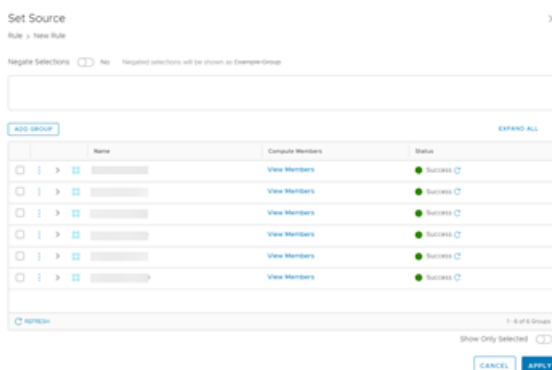 Set Source
Rule > New Rule
Negate Selections No Negated selections will be shown as Example Group
ADD GROUP EXPAND ALL
Name Compute Members Status
View Members Success
View Members Success
View Members Success
View Members Success
View Members Success
View Members Success
REFRESH 1 - 6 of 6 Groups
Show Only Selected
CANCEL APPLY